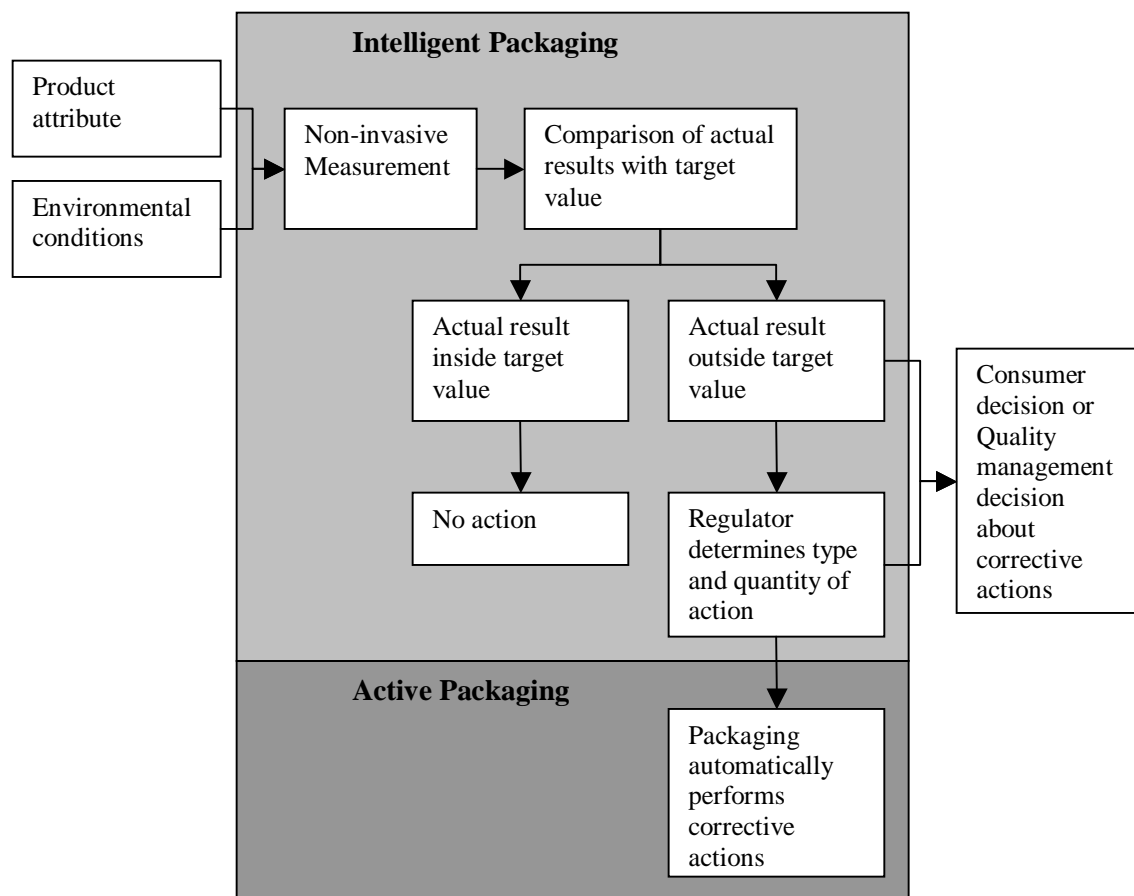 Intelligent Packaging
Product
attribute
Environmental
conditions
Non-invasive
Measurement
Comparison of actual
results with target
value
Actual result
inside target
value
Actual result
outside target
value
No action
Regulator
determines type
and quantity of
action
Consumer
decision or
Quality
management
decision
about
corrective
actions
Active Packaging
Packaging
automatically
performs
corrective
actions